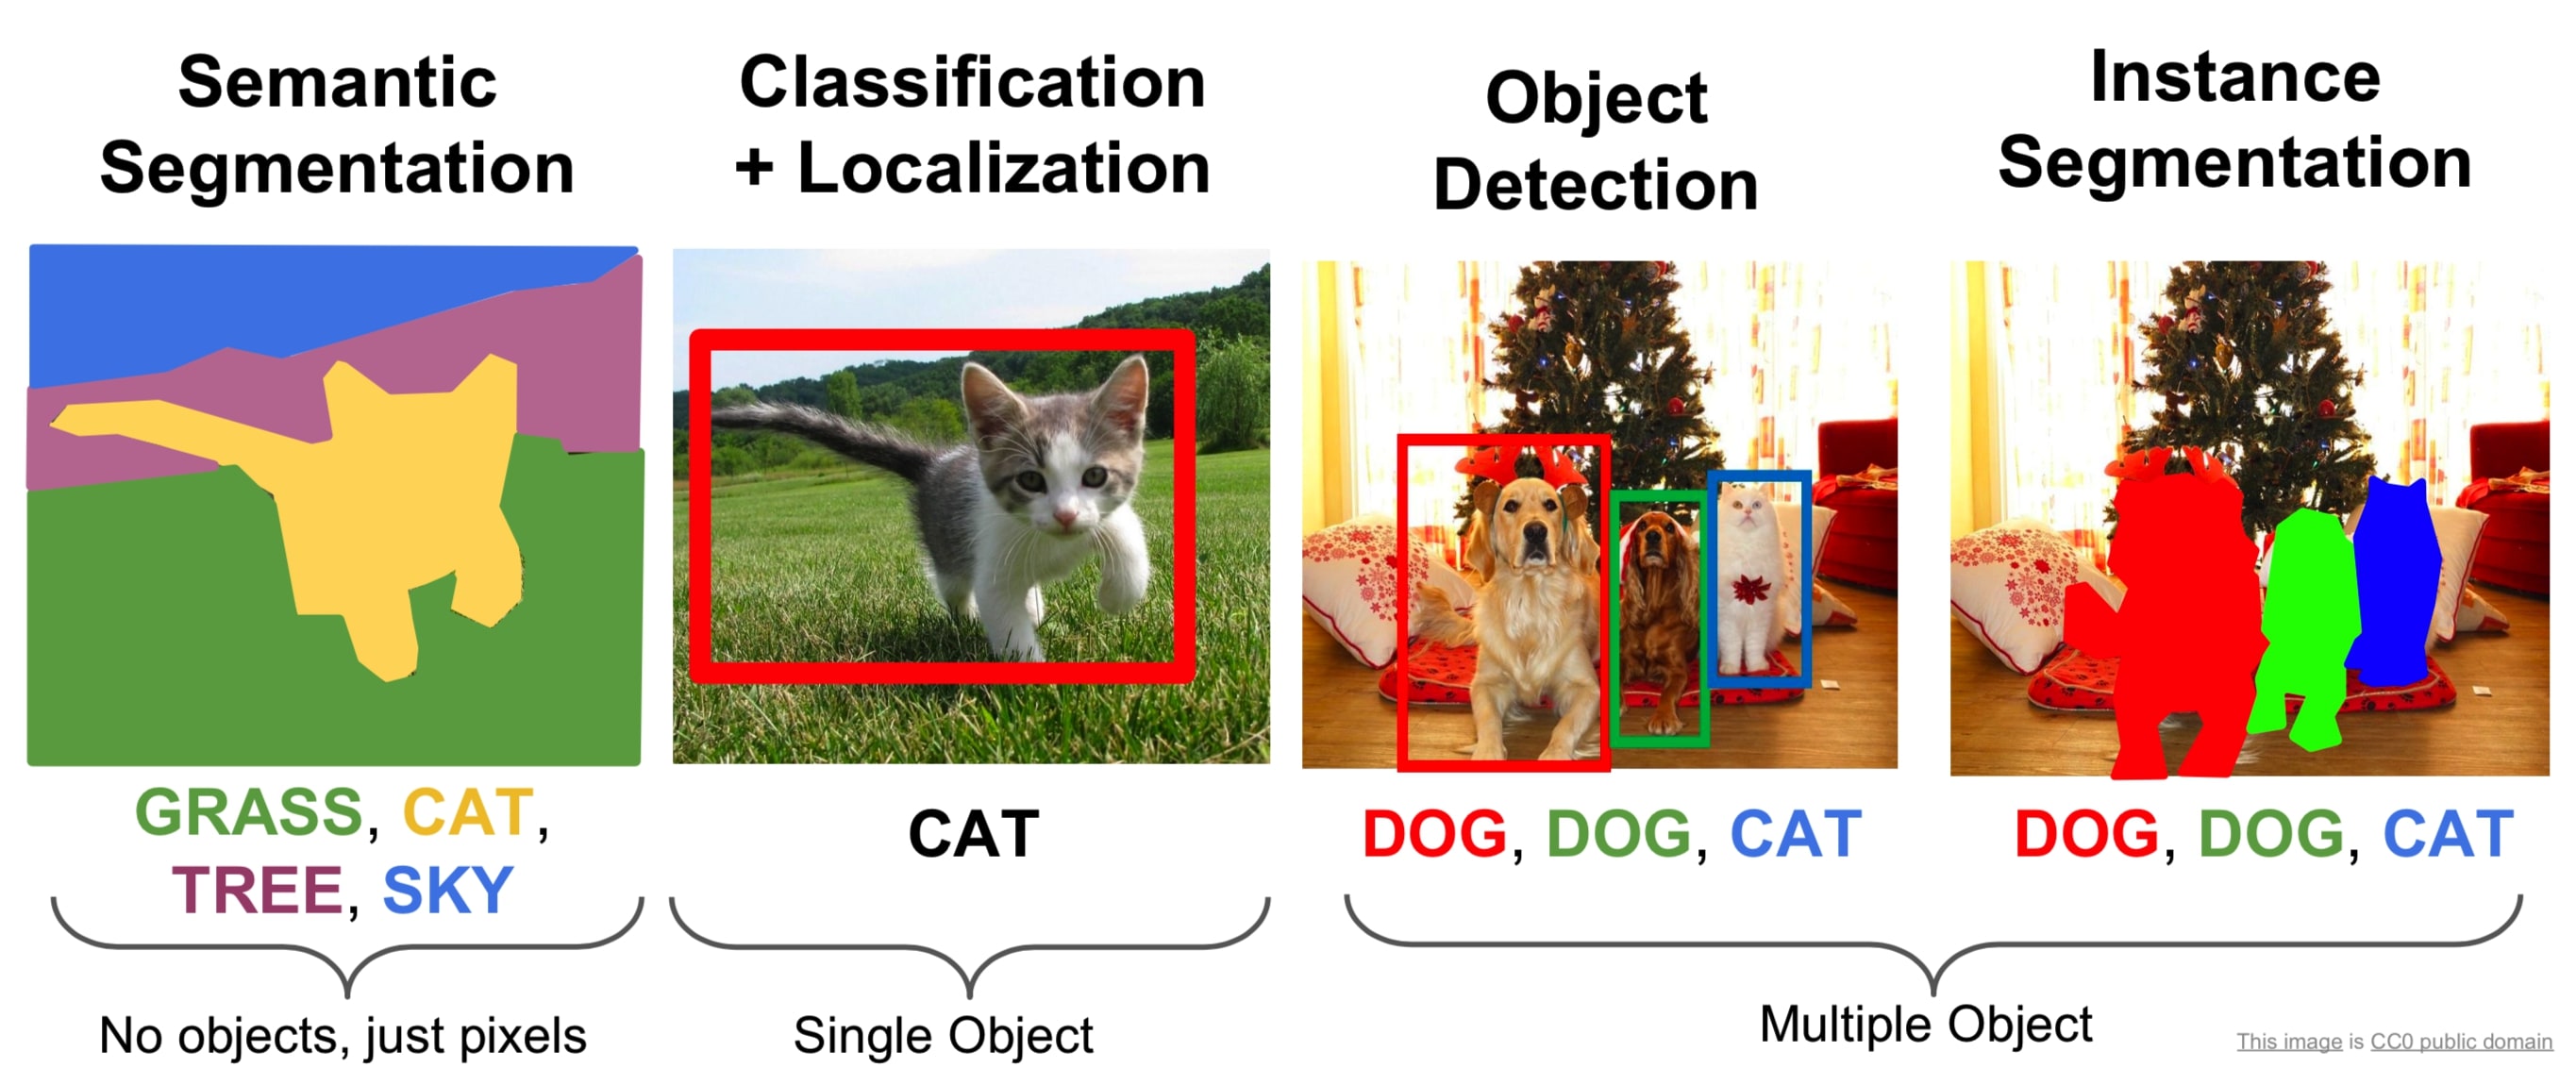 Semantic
Segmentation
Classification
+ Localization
Object
Detection
Instance
Segmentation
GRASS, CAT,
TREE, SKY
CAT
DOG, DOG, CAT
DOG, DOG, CAT
No objects, just pixels
Single Object
Multiple Object
This image is CC0 public domain